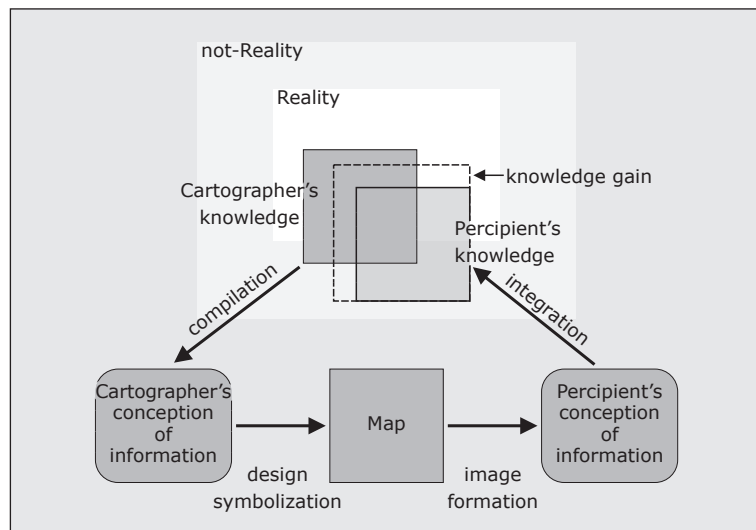 not-Reality
Reality
Cartographer's
knowledge
knowledge gain
Percipient's
knowledge
compilation
integration
Cartographer's
conception
of
information
design
symbolization
Map
image
formation
Percipient's
conception
of
information